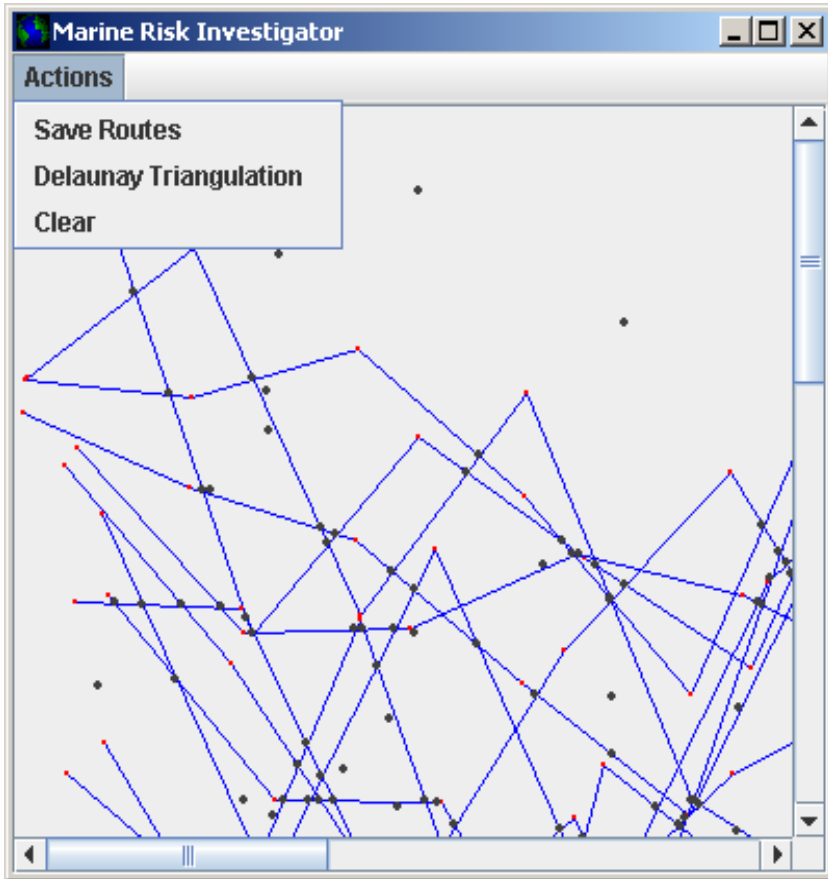 Marine Risk Investigator
Actions
Save Routes
Delaunay Triangulation
Clear